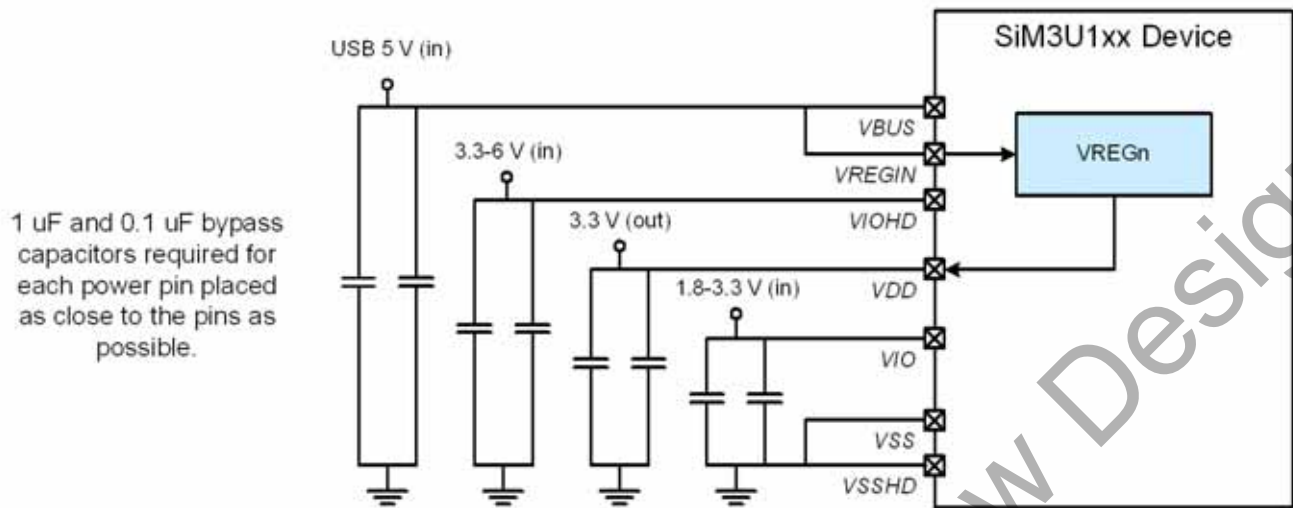 SiM3U1xx Device
USB 5 V (in)
VBUS
VREGn
3.3-6 V (in)
VREGIN
VIOHD
1 uF and 0.1 uF bypass
capacitors required for
each power pin placed
as close to the pins as
possible.
3.3 V (out)
VDD
1.8-3.3 V (in)
VIO
VSS
VSSHD
w Design